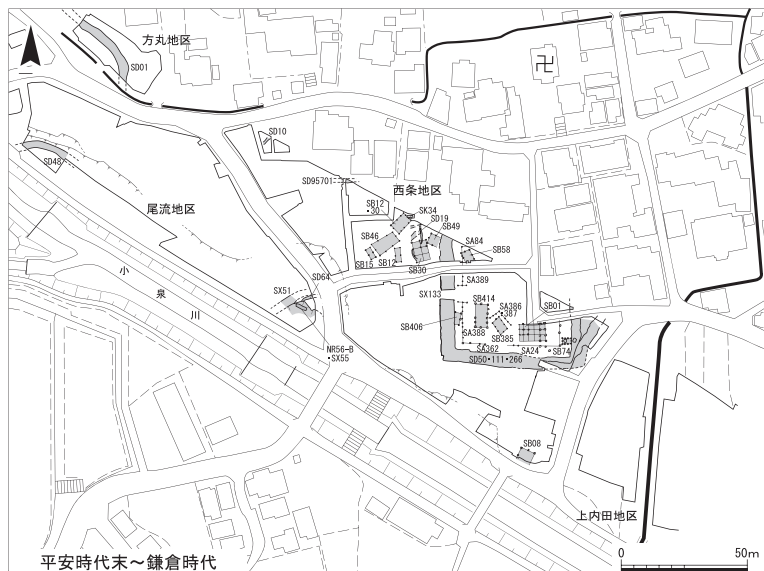 方丸地区
SD01
SD10
SD48
SD95701
西条地区
SB12
•30
SK34
SD19
SB49
尾流地区
SB46
SA84
SB58
SB15
SB12
SB30
小泉川
SD64
SA389
SX51
SX133
SB414
SA386
•387
SB01
SB406
SA388
SB385
NR56-B
•SX55
SA362
SA24
SB74
SD50•111•266
SB08
上内田地区
平安時代末～鎌倉時代
0
50m